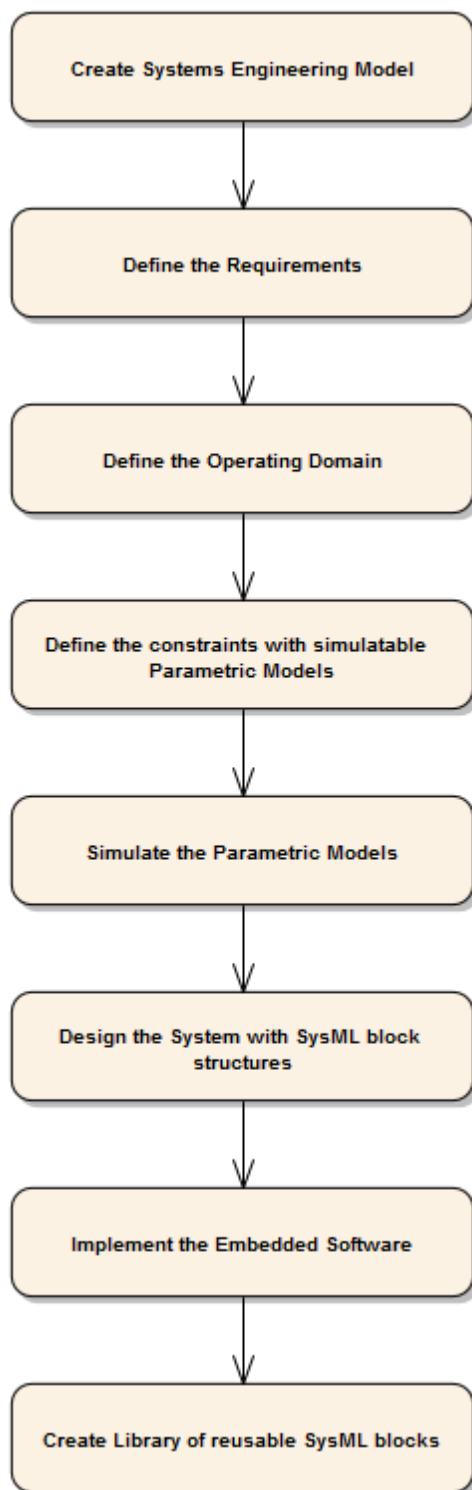 Create Systems Engineering Model
Define the Requirements
Define the Operating Domain
Define the constraints with simulatable
Parametric Models
Simulate the Parametric Models
Design the System with SysML block
structures
Implement the Embedded Software
Create Library of reusable SysML blocks